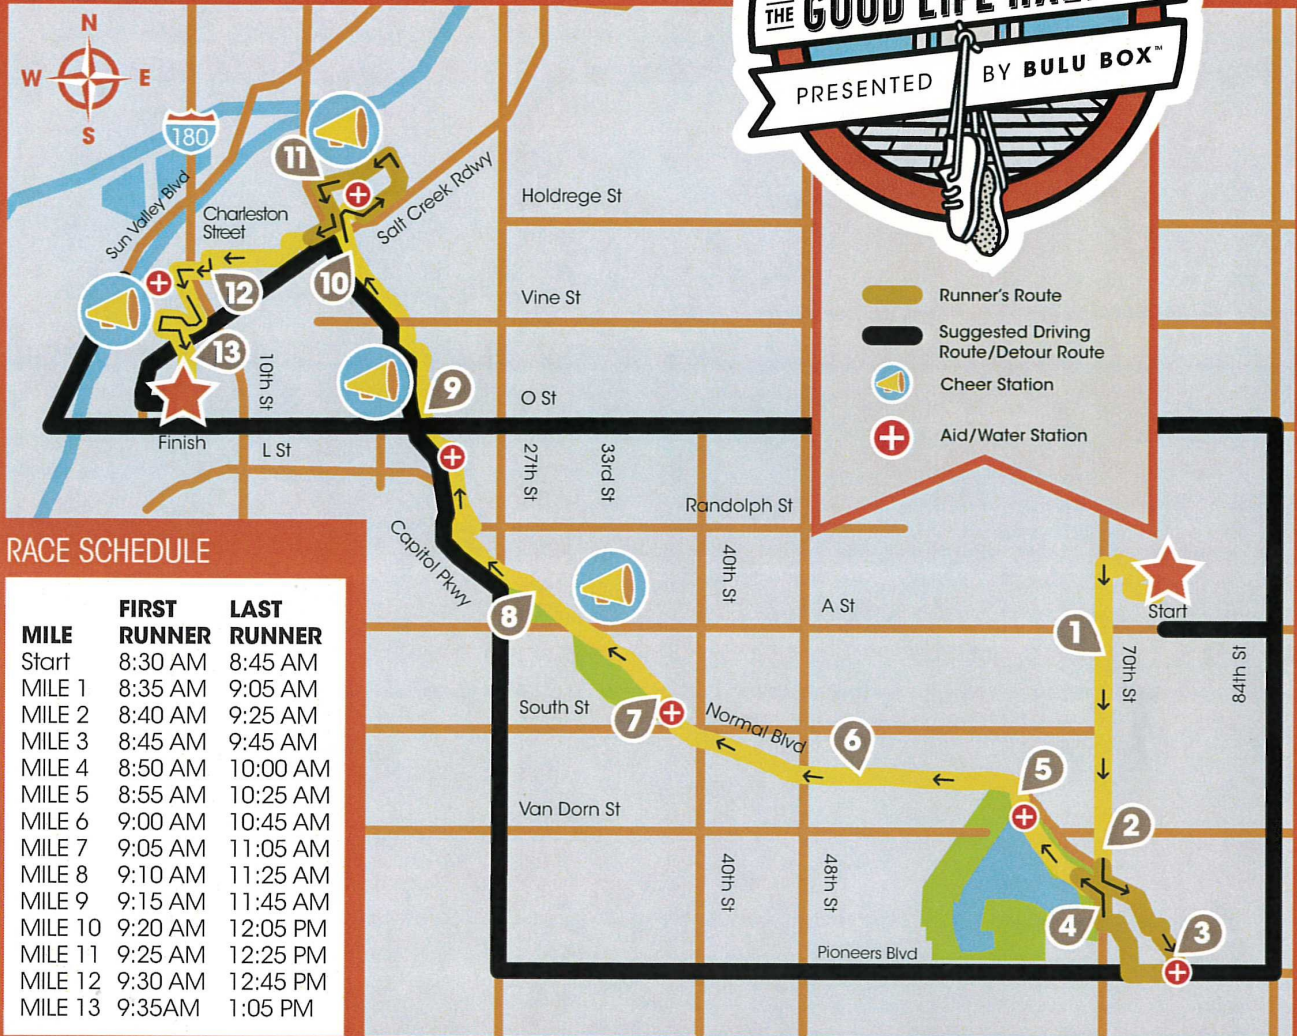 THE GOOD LIFE
PRESENTED BY BULU BOX™
N
W E
S
180
11
Holdrege St
Salt Creek Rdwy
Sun Valley Blvd
Charleston
Street
10
12
Vine St
13
10th St
9
O St
Finish
L St
Runner's Route
Suggested Driving
Route/Detour Route
Cheer Station
Aid/Water Station
27th St
33rd St
Randolph St
Capitol Pkwy
40th St
A St
Start
8
1
70th St
84th St
South St
7
Normal Blvd
6
5
Van Dorn St
2
40th St
48th St
4
3
Pioneers Blvd
RACE SCHEDULE
MILE FIRST RUNNER LAST RUNNER
Start 8:30 AM 8:45 AM
MILE 1 8:35 AM 9:05 AM
MILE 2 8:40 AM 9:25 AM
MILE 3 8:45 AM 9:45 AM
MILE 4 8:50 AM 10:00 AM
MILE 5 8:55 AM 10:25 AM
MILE 6 9:00 AM 10:45 AM
MILE 7 9:05 AM 11:05 AM
MILE 8 9:10 AM 11:25 AM
MILE 9 9:15 AM 11:45 AM
MILE 10 9:20 AM 12:05 PM
MILE 11 9:25 AM 12:25 PM
MILE 12 9:30 AM 12:45 PM
MILE 13 9:35AM 1:05 PM